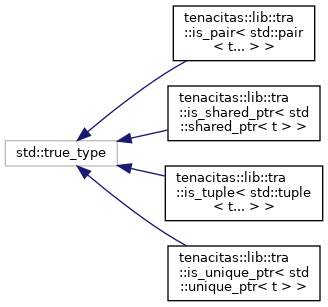 tenacitas::lib::tra
::is_pair< std::pair
< t... > >
tenacitas::lib::tra
::is_shared_ptr< std
::shared_ptr< t > >
std::true_type
tenacitas::lib::tra
::is_tuple< std::tuple
< t... > >
tenacitas::lib::tra
::is_unique_ptr< std
::unique_ptr< t > >